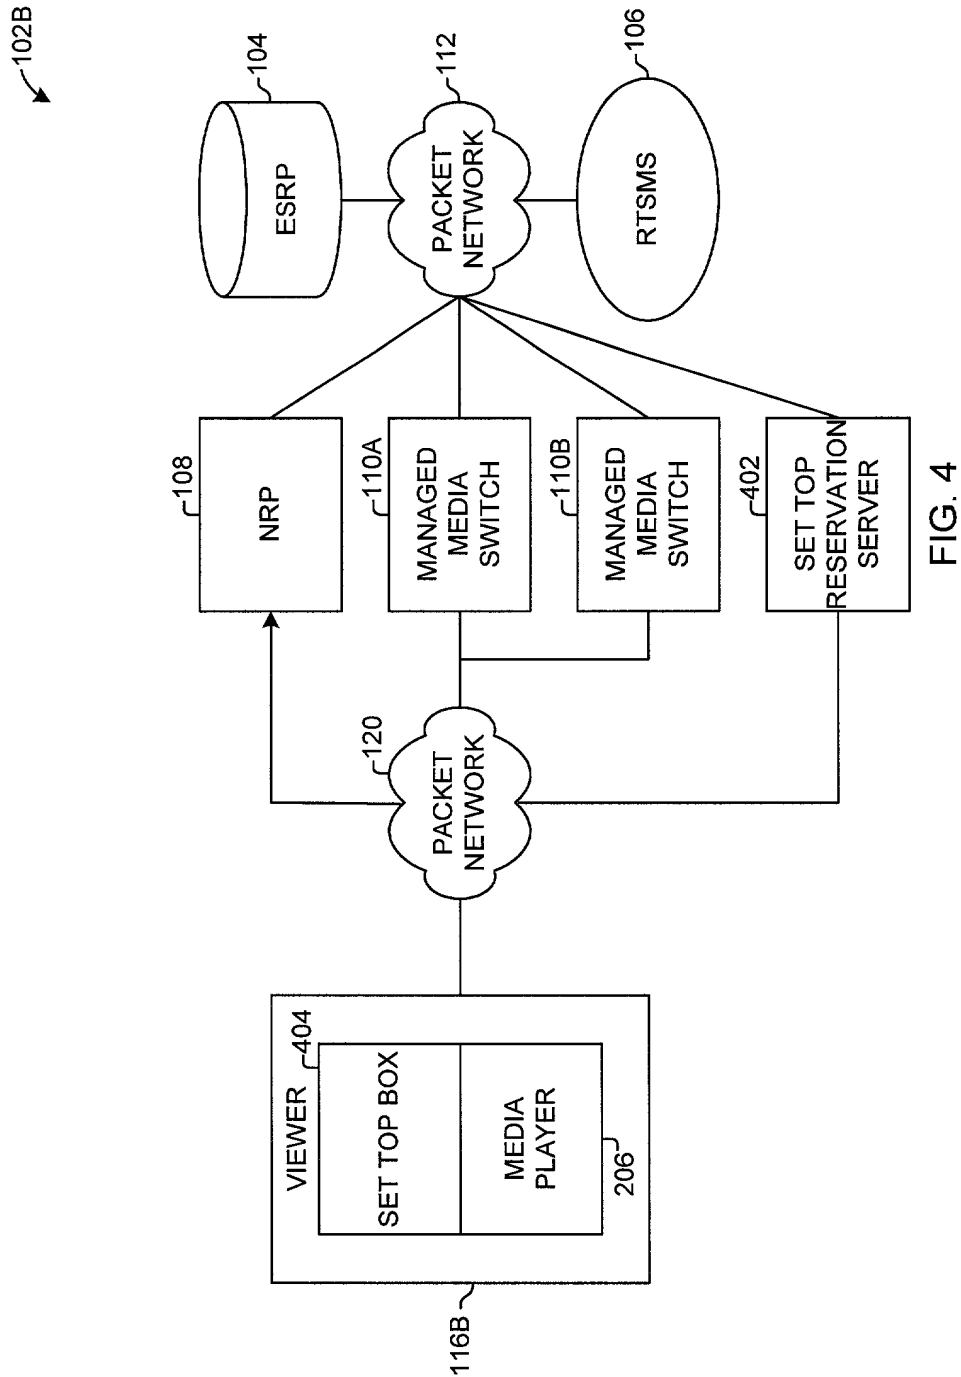 102B
104
ESRP
112
PACKET
NETWORK
106
RTSMS
108
NRP
110A
MANAGED
MEDIA
SWITCH
110B
MANAGED
MEDIA
SWITCH
402
SET TOP
RESERVATION
SERVER
120
PACKET
NETWORK
VIEWER
404
SET TOP BOX
MEDIA
PLAYER
206
116B
FIG. 4